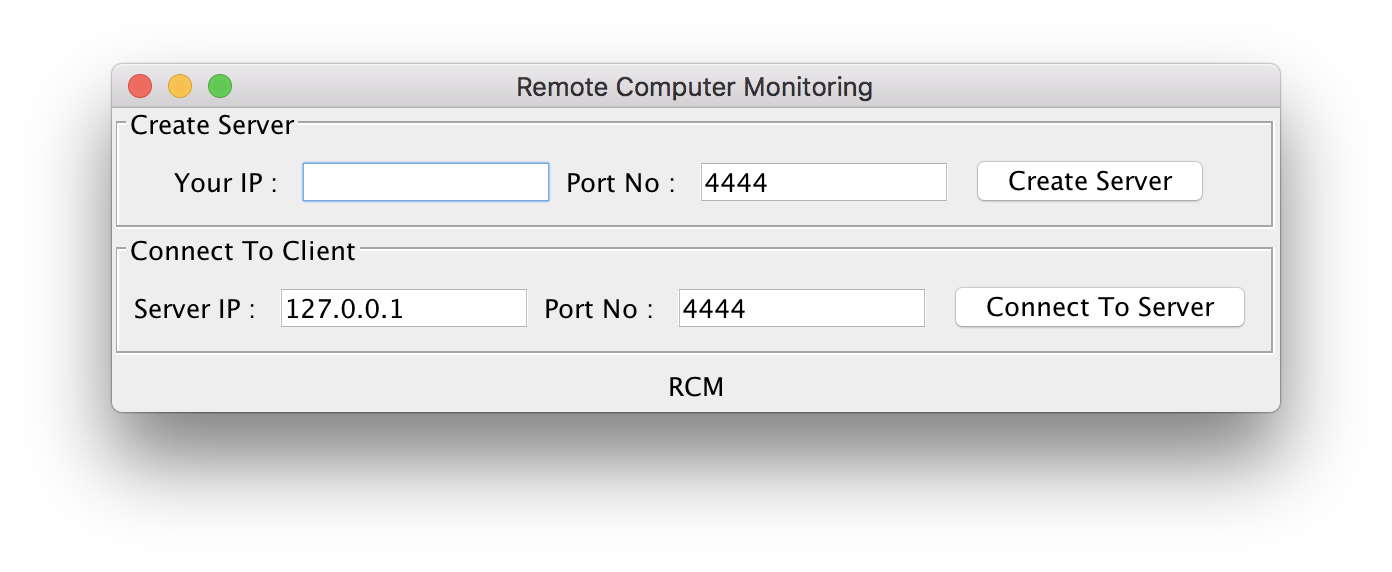 Remote Computer Monitoring
Create Server
Your IP : Port No : 4444 Create Server
Connect To Client
Server IP : 127.0.0.1 Port No : 4444 Connect To Server
RCM